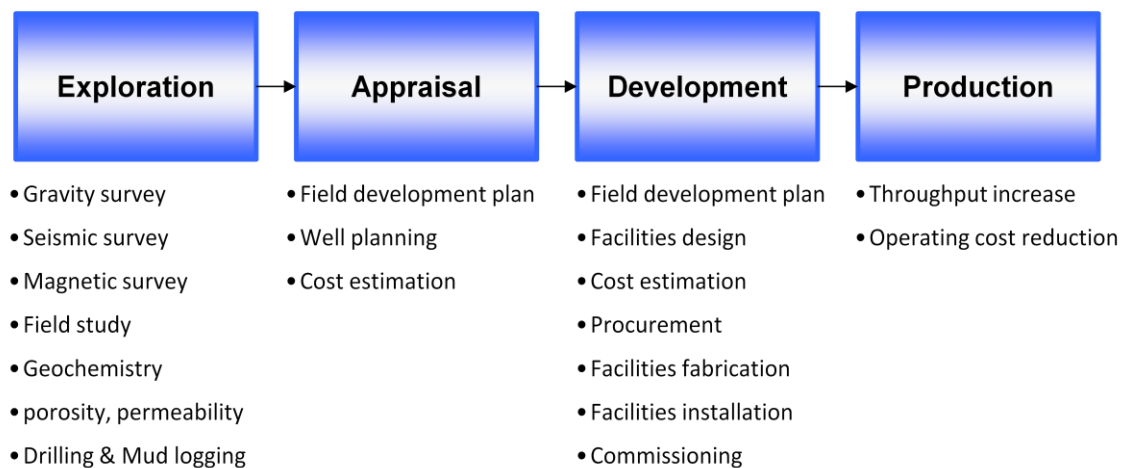 Exploration
Appraisal
Development
Production
• Gravity survey
• Seismic survey
• Magnetic survey
• Field study
• Geochemistry
• porosity, permeability
• Drilling & Mud logging
• Field development plan
• Well planning
• Cost estimation
• Field development plan
• Facilities design
• Cost estimation
• Procurement
• Facilities fabrication
• Facilities installation
• Commissioning
• Throughput increase
• Operating cost reduction